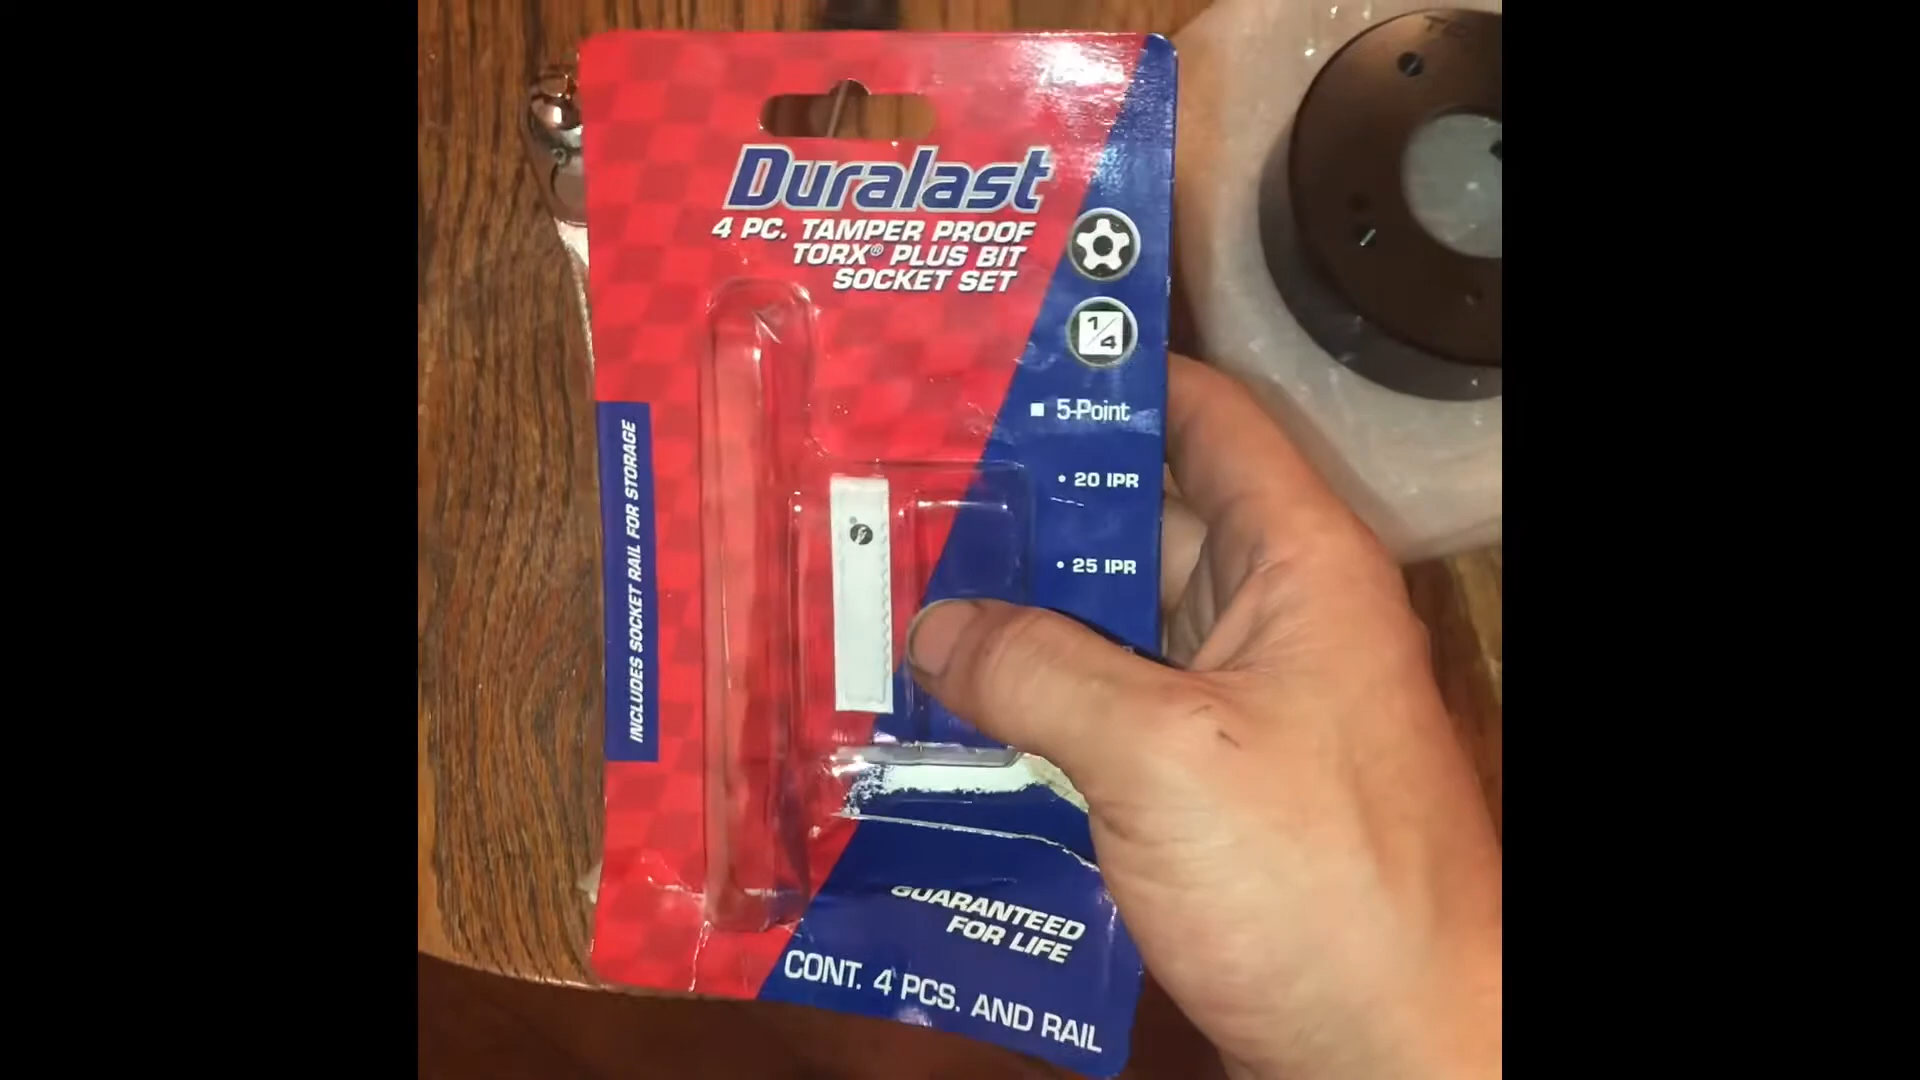 Duralast
4 PC. TAMPER PROOF
TORX® PLUS BIT
SOCKET SET
1/4
5-Point
• 20 IPR
• 25 IPR
INCLUDES SOCKET RAIL FOR STORAGE
GUARANTEED
FOR LIFE
CONT. 4 PCS. AND RAIL